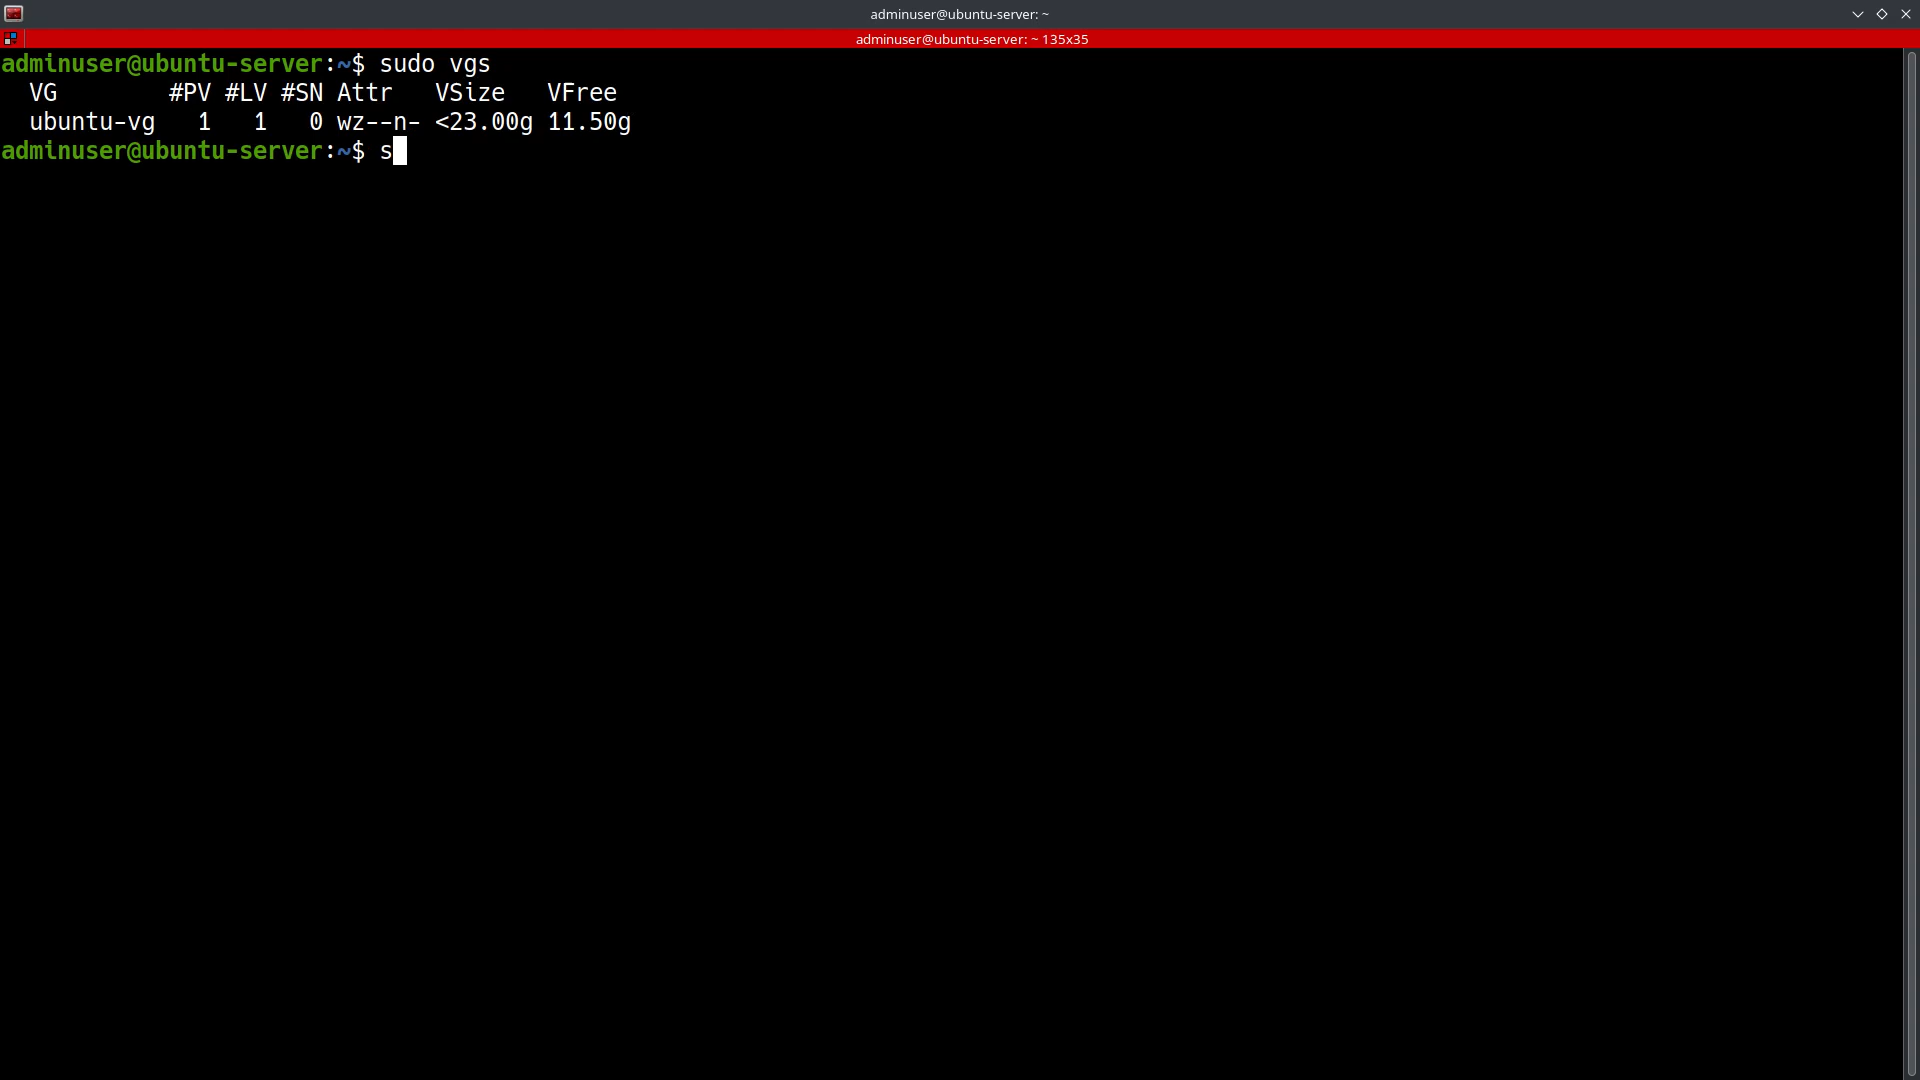 adminuser@ubuntu-server: ~
adminuser@ubuntu-server: ~ 135x35
adminuser@ubuntu-server:~$ sudo vgs
  VG        #PV #LV #SN Attr   VSize   VFree
  ubuntu-vg   1   1   0 wz--n- <23.00g 11.50g
adminuser@ubuntu-server:~$ s